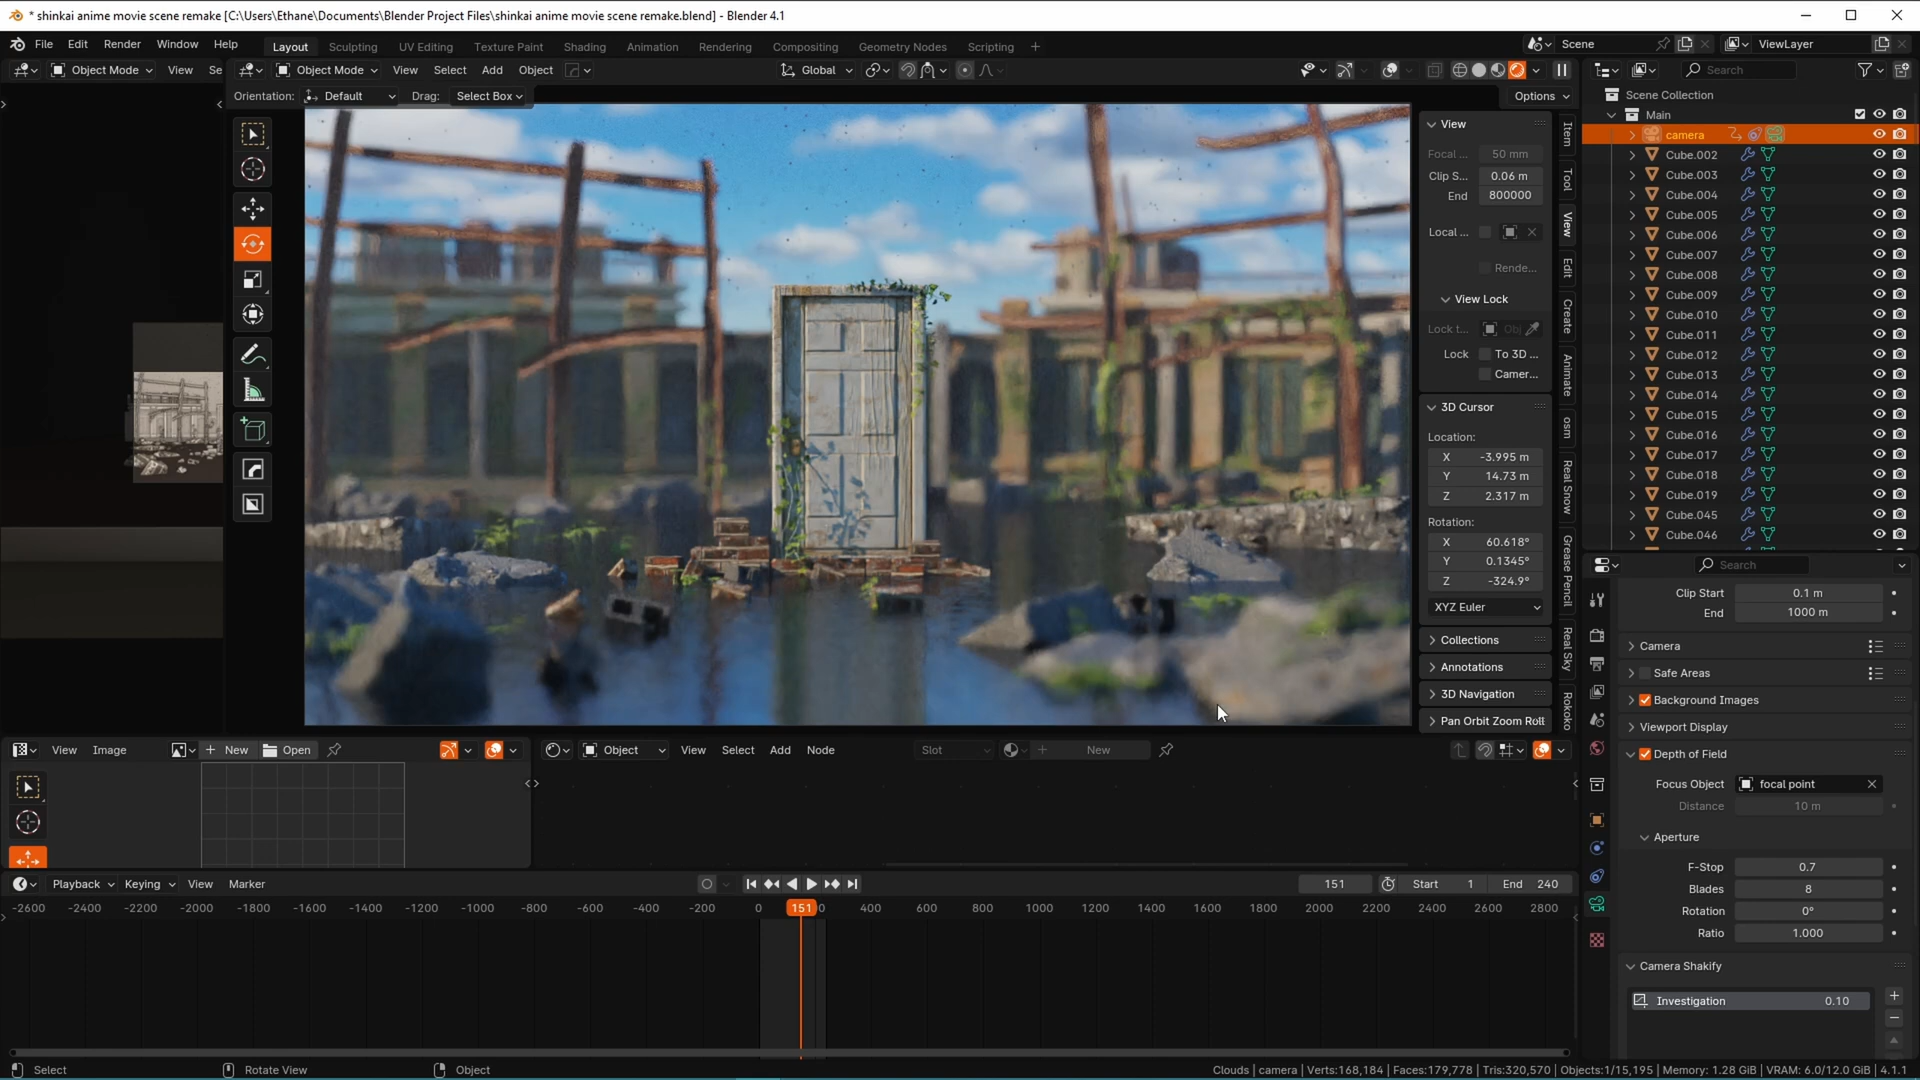 * shinkai anime movie scene remake [C:\Users\Ethane\Documents\Blender Project Files\shinkai anime movie scene remake.blend] - Blender 4.1
File Edit Render Window Help Layout Sculpting UV Editing Texture Paint Shading Animation Rendering Compositing Geometry Nodes Scripting + Scene ViewLayer
Object Mode View Se Object Mode View Select Add Object Global Search
Orientation: Default Drag: Select Box Options
Scene Collection
Main
camera
Cube.002
Cube.003
Cube.004
Cube.005
Cube.006
Cube.007
Cube.008
Cube.009
Cube.010
Cube.011
Cube.012
Cube.013
Cube.014
Cube.015
Cube.016
Cube.017
Cube.018
Cube.019
Cube.045
Cube.046
View
Focal ... 50 mm
Clip S... 0.06 m
End 800000
Local ...
Rende...
View Lock
Lock t... Obj
Lock To 3D ...
Camer...
3D Cursor
Location:
X -3.995 m
Y 14.73 m
Z 2.317 m
Rotation:
X 60.618°
Y 0.1345°
Z -324.9°
XYZ Euler
Collections
Annotations
3D Navigation
Pan Orbit Zoom Roll
Item
Tool
View
Edit
Create
Animate
osm
Real Snow
Grease Pencil
Real Sky
Rokoko
Search
Clip Start 0.1 m
End 1000 m
Camera
Safe Areas
Background Images
Viewport Display
Depth of Field
Focus Object focal point
Distance 10 m
Aperture
F-Stop 0.7
Blades 8
Rotation 0°
Ratio 1.000
Camera Shakify
Investigation 0.10
View Image New Open Object View Select Add Node Slot New
Playback Keying View Marker 151 Start 1 End 240
-2600 -2400 -2200 -2000 -1800 -1600 -1400 -1200 -1000 -800 -600 -400 -200 0 151 400 600 800 1000 1200 1400 1600 1800 2000 2200 2400 2600 2800
Select Rotate View Object Clouds | camera | Verts:168,184 | Faces:179,778 | Tris:320,570 | Objects:1/15,195 | Memory: 1.28 GiB | VRAM: 6.0/12.0 GiB | 4.1.1